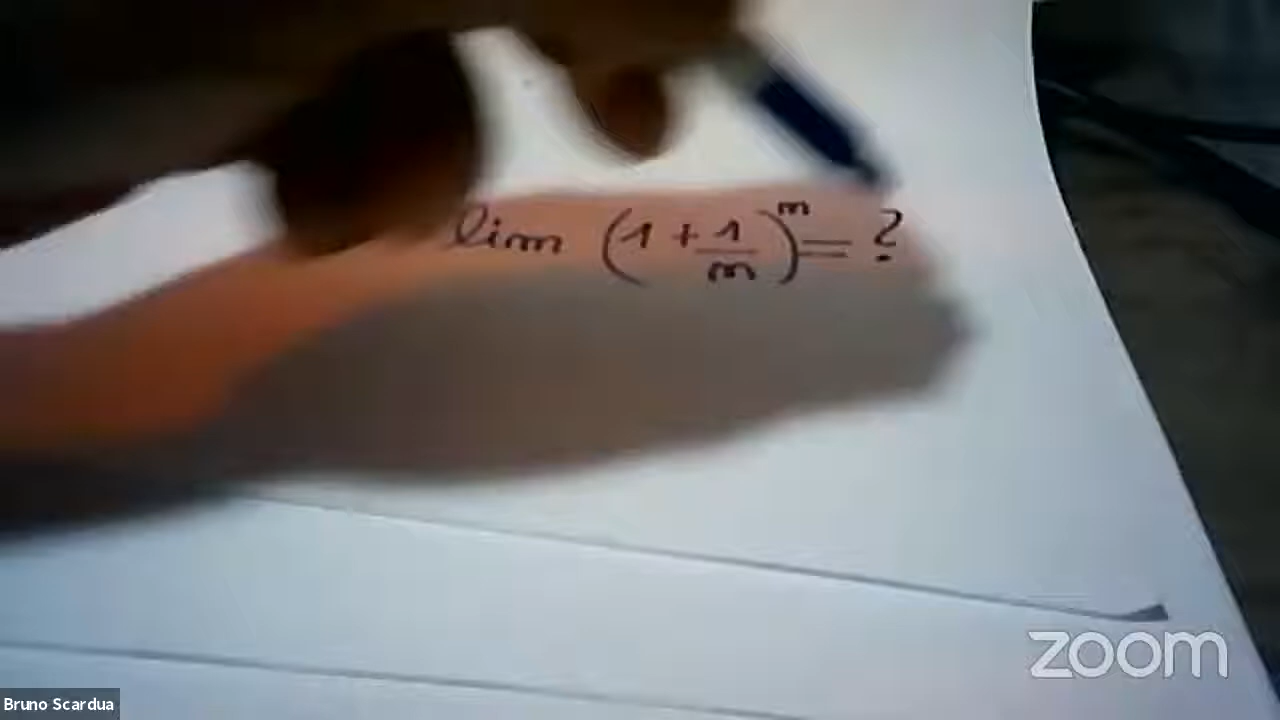 lim (1 + 1/n)^n = ?
zoom
Bruno Scardua